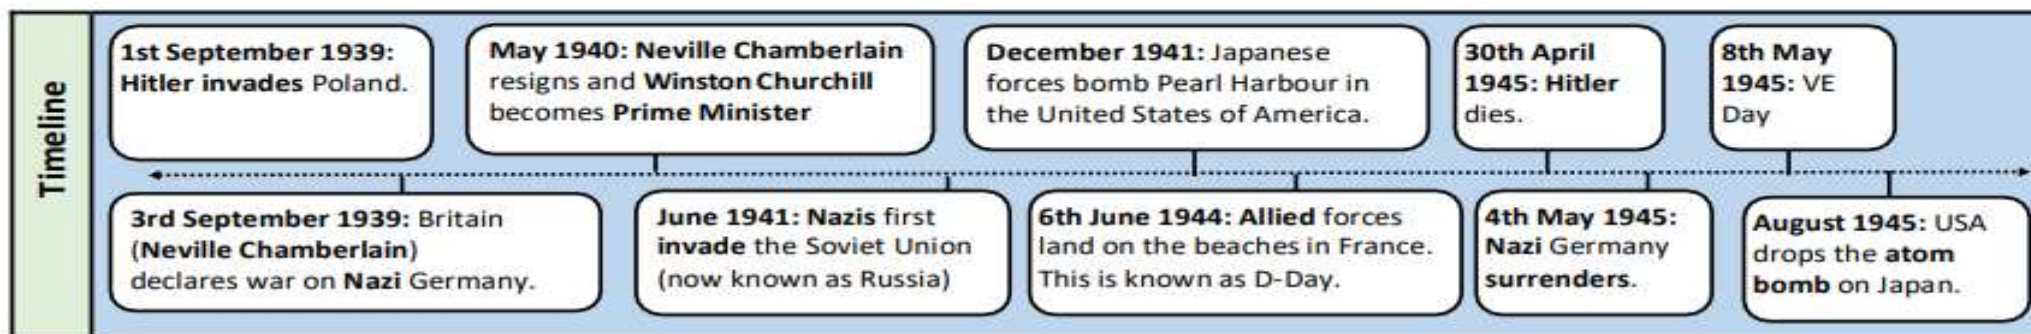 Timeline
1st September 1939:
Hitler invades Poland.
3rd September 1939: Britain
(Neville Chamberlain)
declares war on Nazi Germany.
May 1940: Neville Chamberlain
resigns and Winston Churchill
becomes Prime Minister
June 1941: Nazis first
invade the Soviet Union
(now known as Russia)
December 1941: Japanese
forces bomb Pearl Harbour in
the United States of America.
6th June 1944: Allied forces
land on the beaches in France.
This is known as D-Day.
30th April
1945: Hitler
dies.
4th May 1945:
Nazi Germany
surrenders.
8th May
1945: VE
Day
August 1945: USA
drops the atom
bomb on Japan.